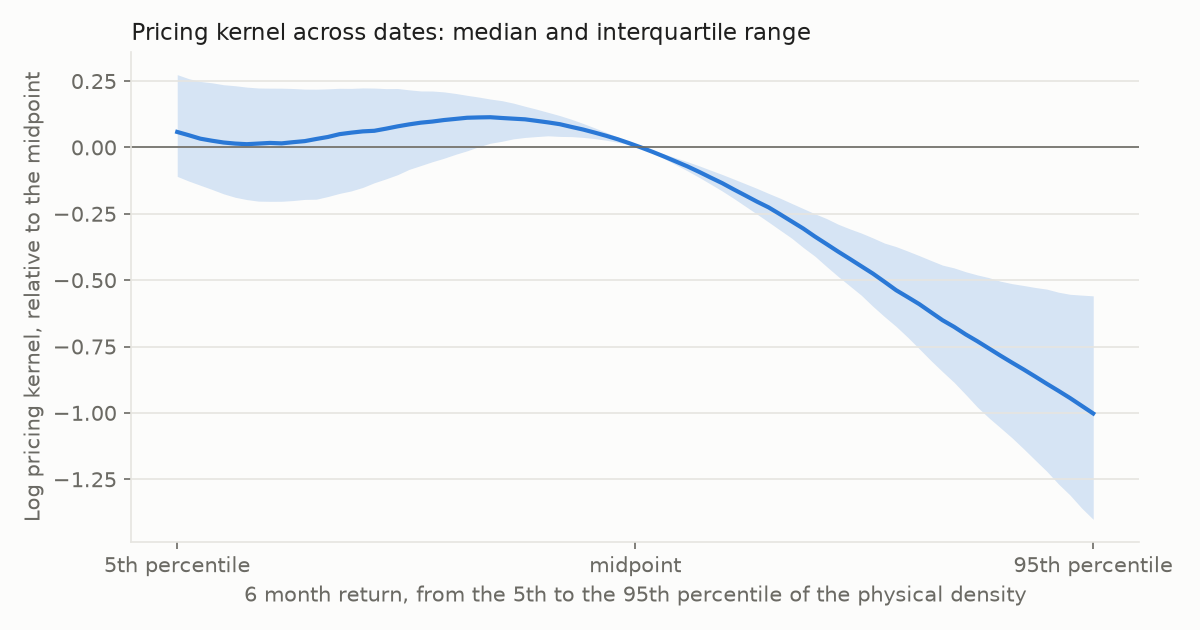 Pricing kernel across dates: median and interquartile range
Log pricing kernel, relative to the midpoint
0.25
0.00
−0.25
−0.50
−0.75
−1.00
−1.25
5th percentile
midpoint
95th percentile
6 month return, from the 5th to the 95th percentile of the physical density